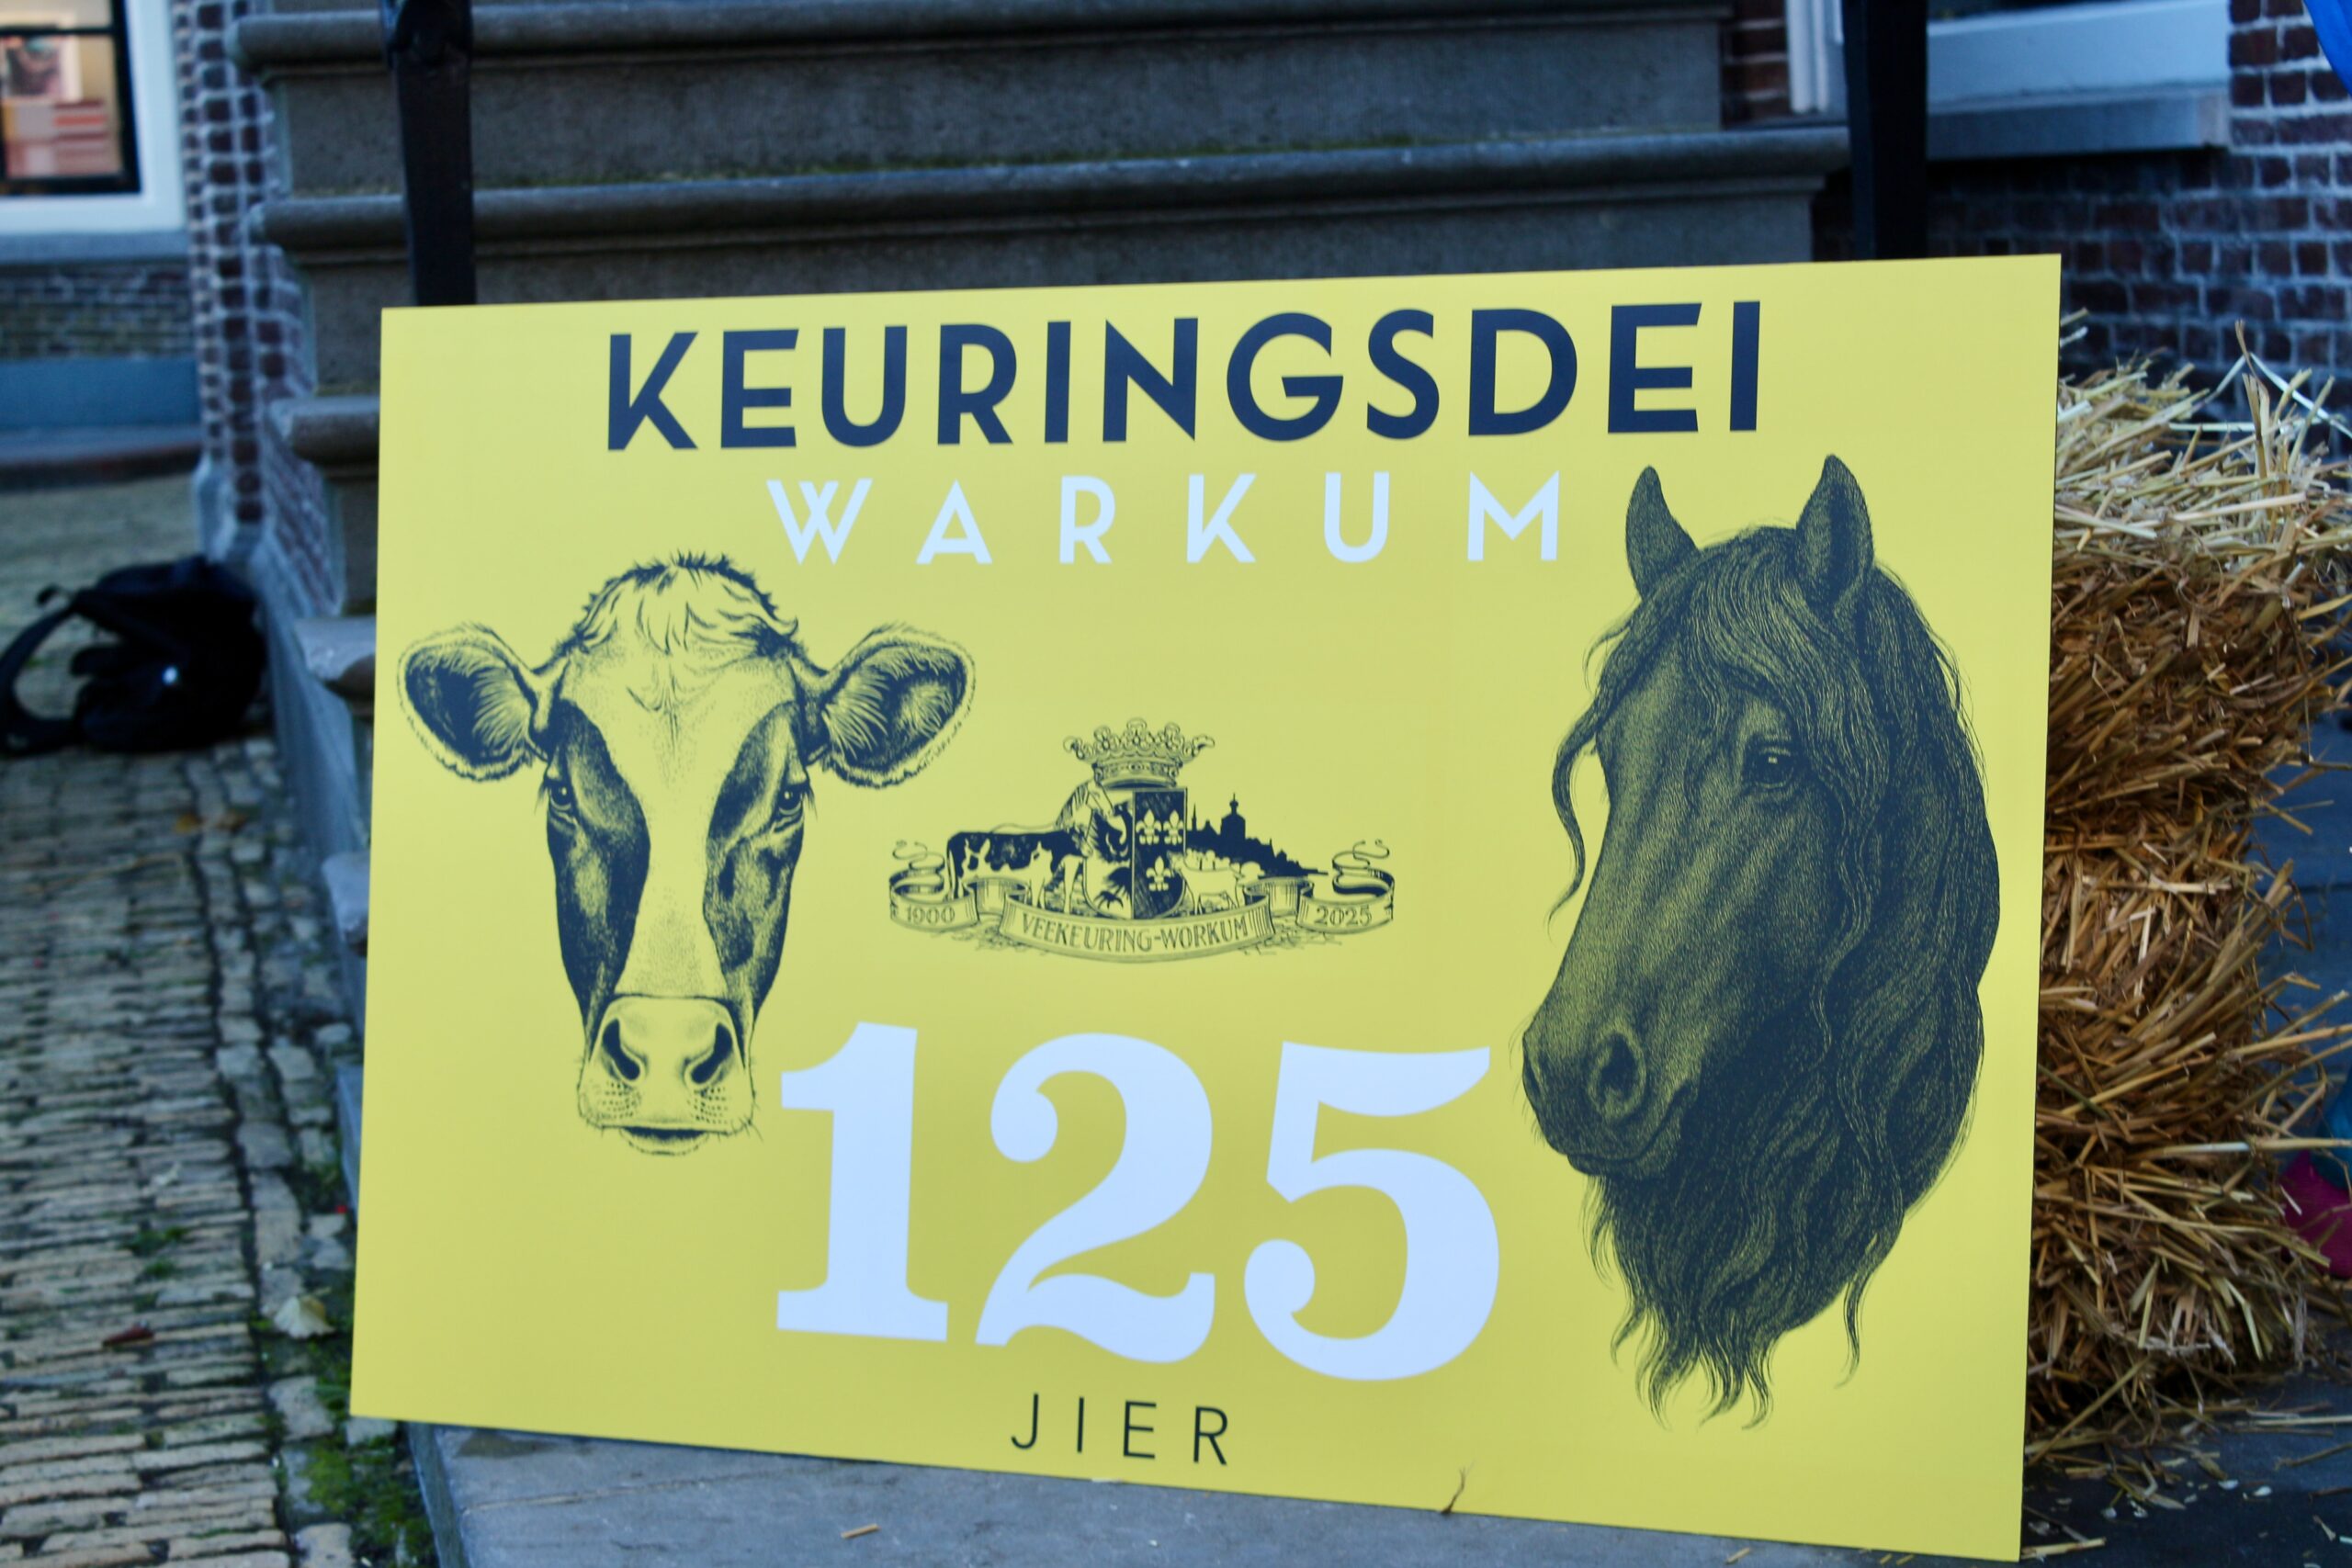 KEURINGSDEI
WARKUM
1900 VEEKEURING-WORKUM 2025
125
JIER